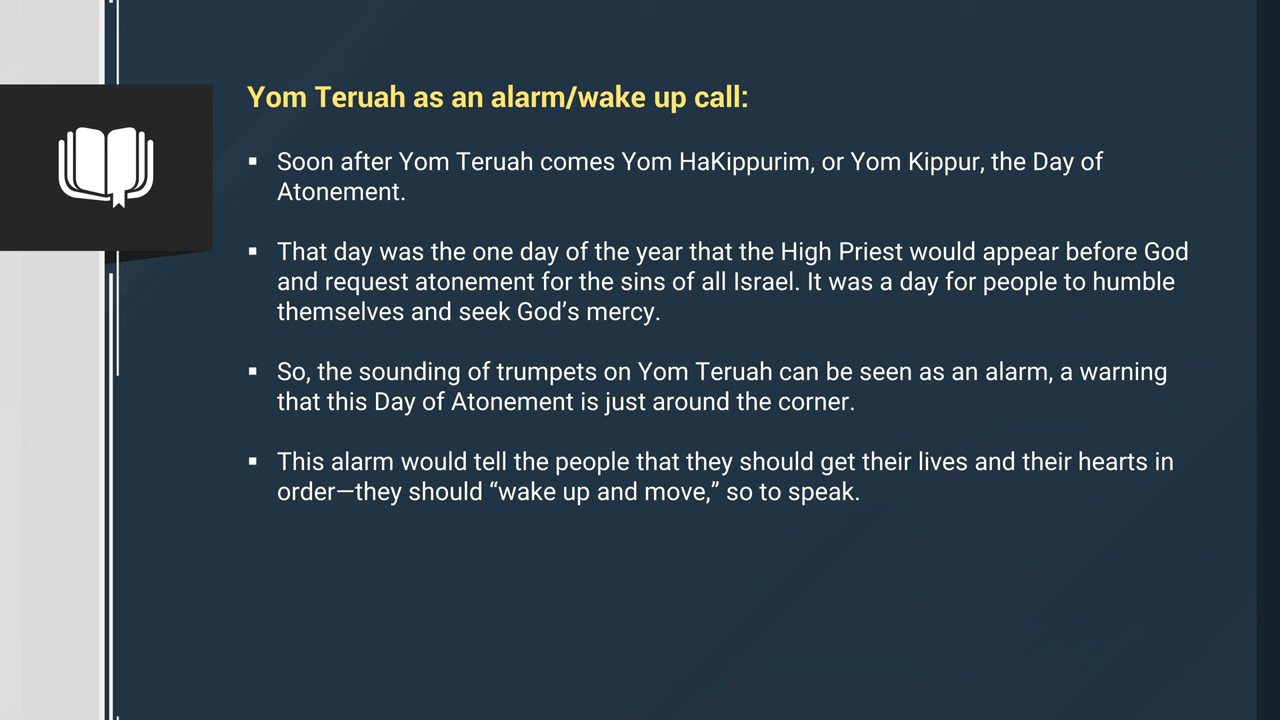 Yom Teruah as an alarm/wake up call:
▪ Soon after Yom Teruah comes Yom HaKippurim, or Yom Kippur, the Day of
Atonement.
▪ That day was the one day of the year that the High Priest would appear before God
and request atonement for the sins of all Israel. It was a day for people to humble
themselves and seek God’s mercy.
▪ So, the sounding of trumpets on Yom Teruah can be seen as an alarm, a warning
that this Day of Atonement is just around the corner.
▪ This alarm would tell the people that they should get their lives and their hearts in
order—they should “wake up and move,” so to speak.